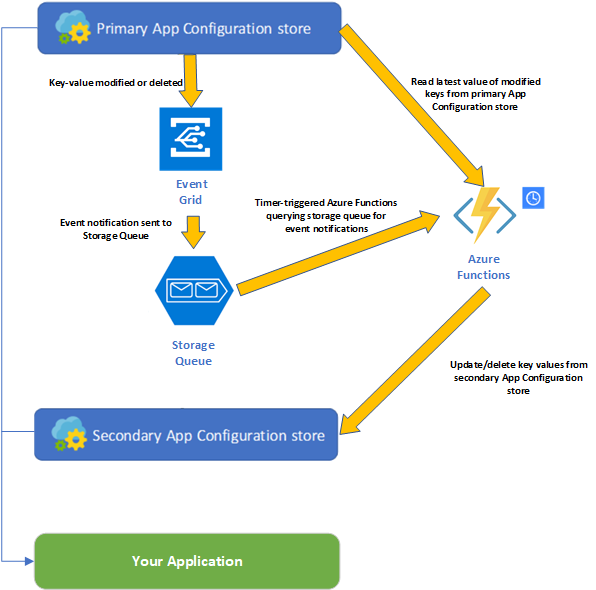 Primary App Configuration store
Key-value modified or deleted
Read latest value of modified
keys from primary App
Configuration store
Event
Grid
Event notification sent to
Storage Queue
Timer-triggered Azure Functions
querying storage queue for
event notifications
Azure
Functions
Storage
Queue
Update/delete key values from
secondary App Configuration
store
Secondary App Configuration store
Your Application